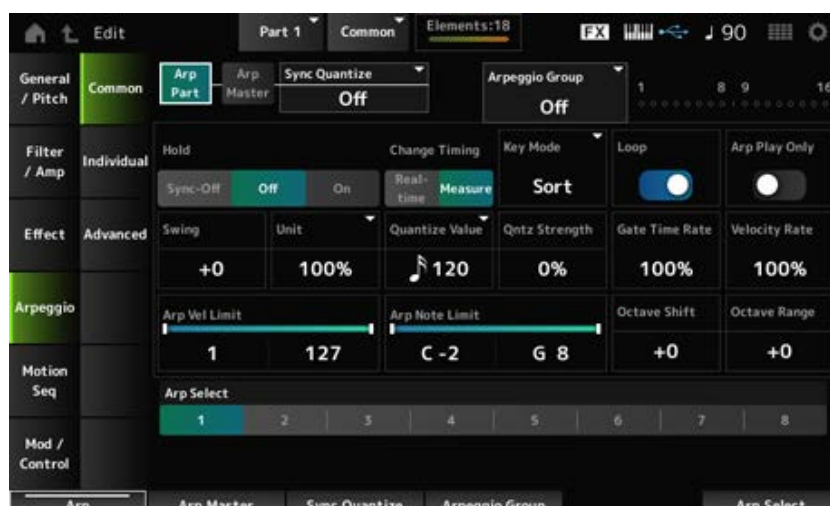 Edit
Part 1
Common
Elements:18
FX
90
General / Pitch
Common
Arp Part
Arp Master
Sync Quantize
Off
Arpeggio Group
Off
1 8 9 16
Filter / Amp
Individual
Hold
Sync-Off Off On
Change Timing
Real-time Measure
Key Mode
Sort
Loop
Arp Play Only
Effect
Advanced
Swing
+0
Unit
100%
Quantize Value
120
Qntz Strength
0%
Gate Time Rate
100%
Velocity Rate
100%
Arpeggio
Arp Vel Limit
1 127
Arp Note Limit
C -2 G 8
Octave Shift
+0
Octave Range
+0
Motion Seq
Arp Select
1 2 3 4 5 6 7 8
Mod / Control
Arp Arp Master Sync Quantize Arpeggio Group Arp Select